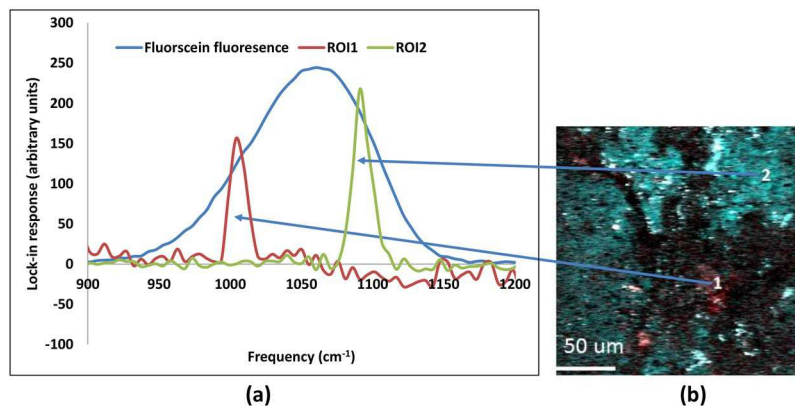 300
250
200
150
100
50
0
-50
-100
Lock-in response (arbitrary units)
Fluorscein fluoresence ROI1 ROI2
900 950 1000 1050 1100 1150 1200
Frequency (cm⁻¹)
(a)
2
1
50 um
(b)